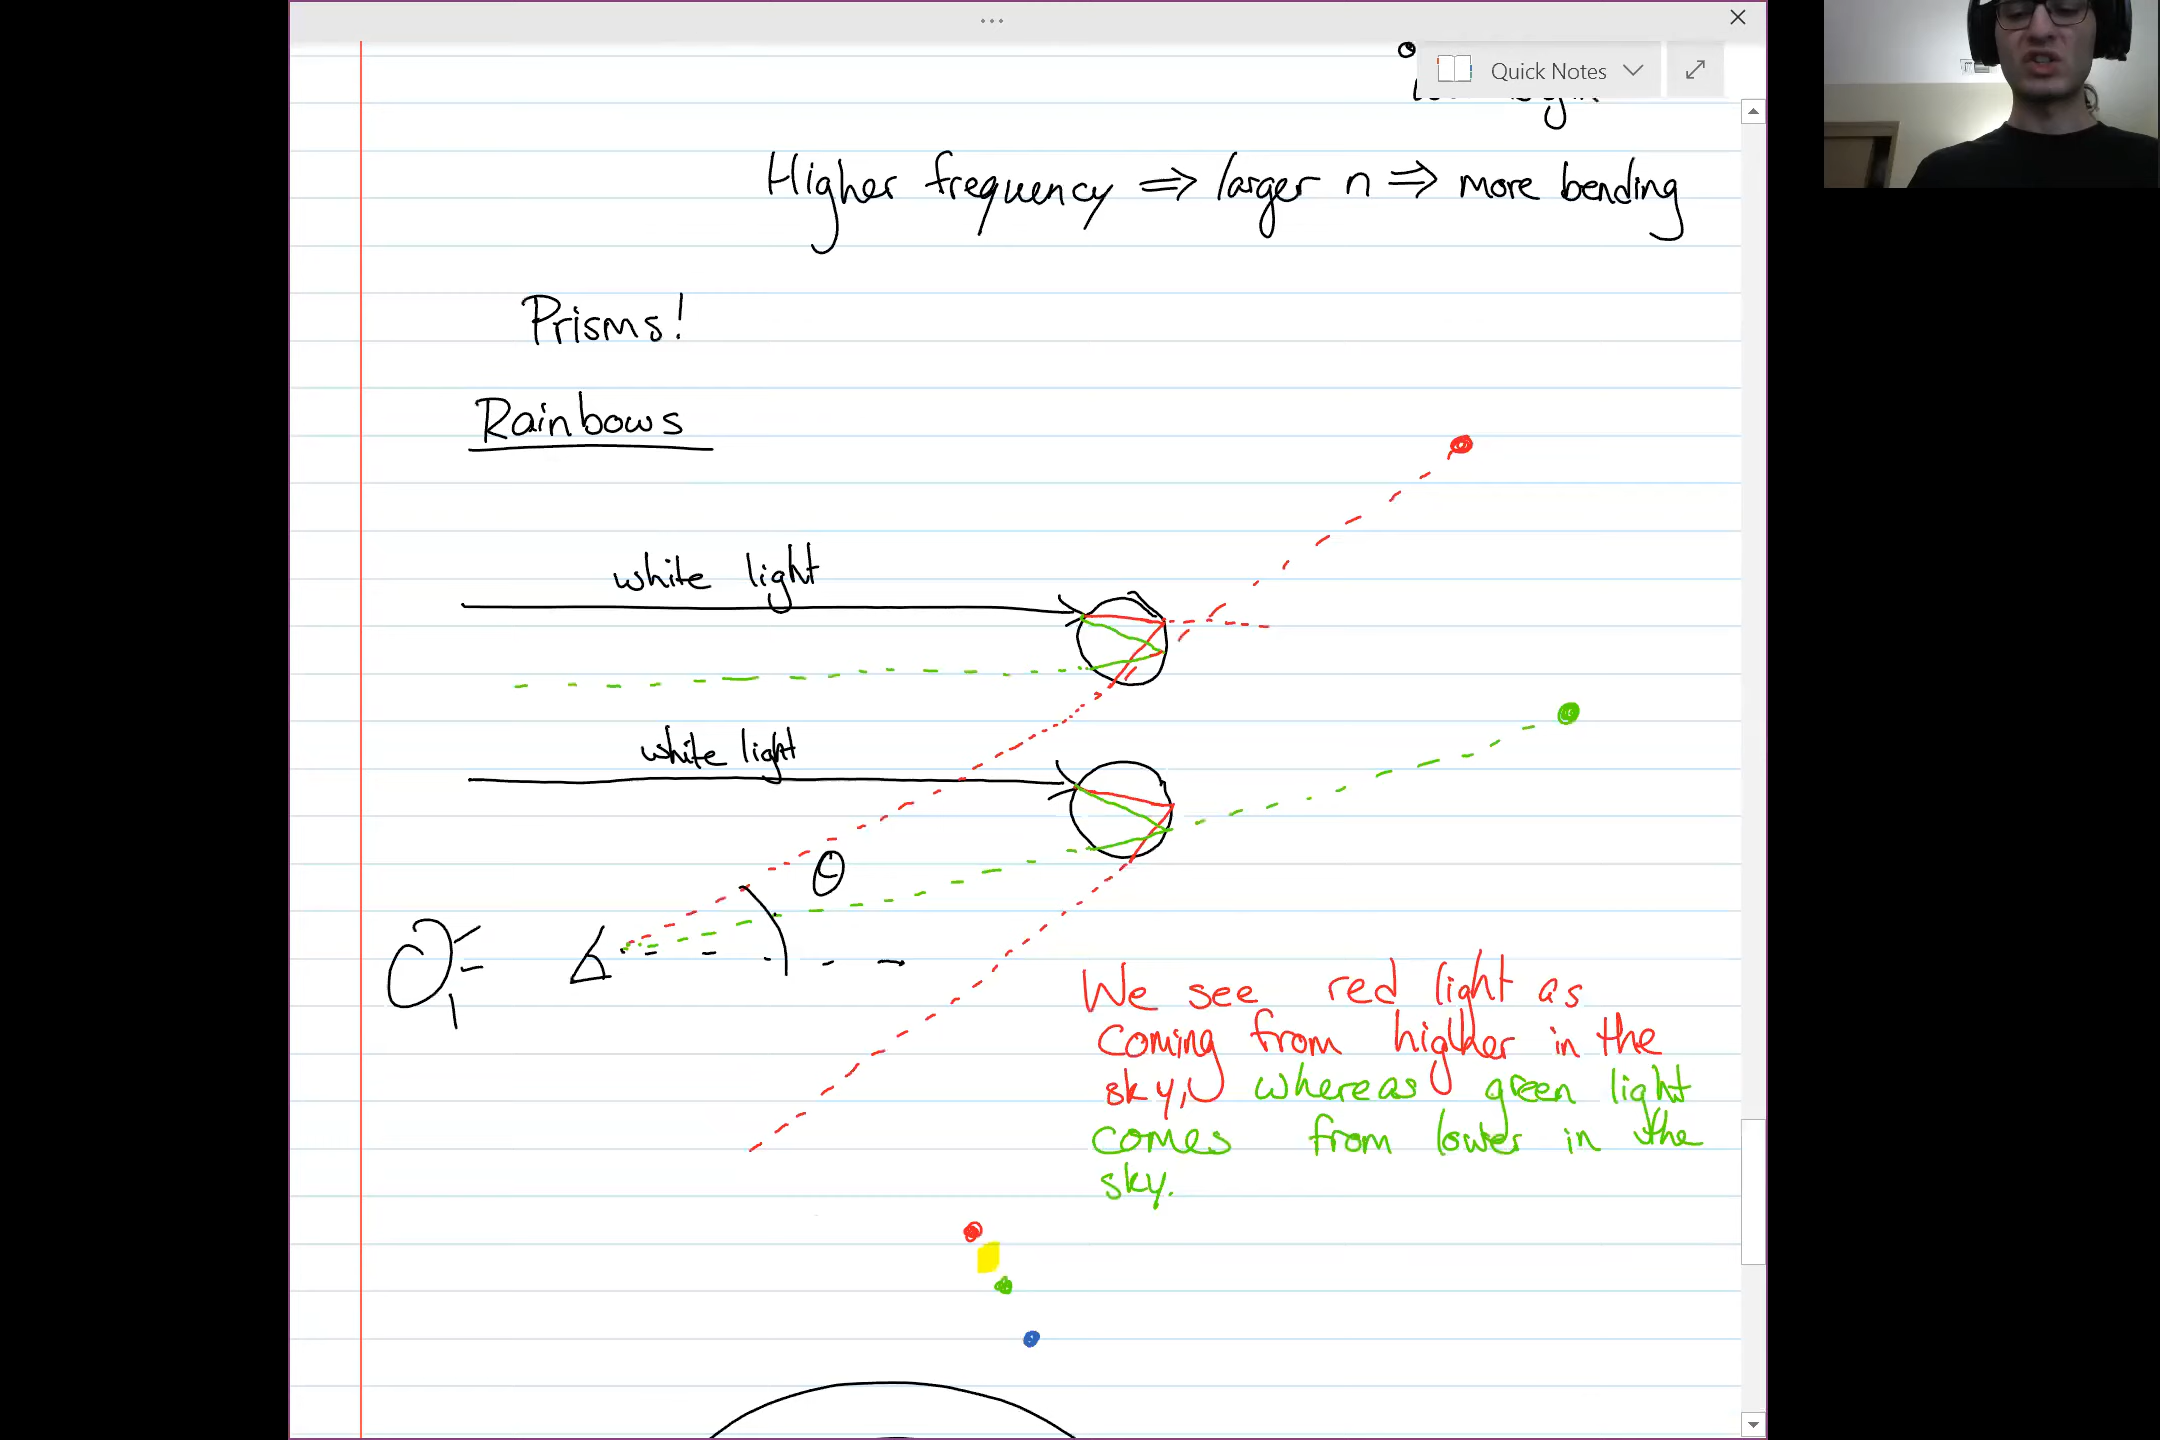 Quick Notes
Higher frequency ⇒ larger n ⇒ more bending
Prisms!
Rainbows
white light
white light
θ
We see red light as
coming from higher in the
sky, whereas green light
comes from lower in the
sky.